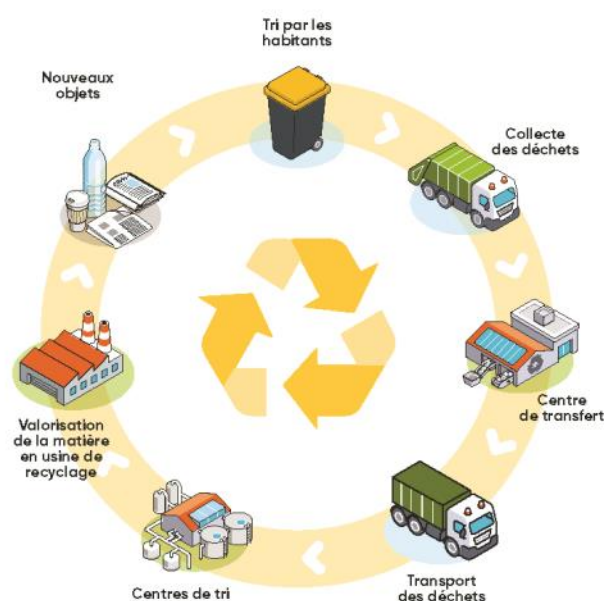 Tri par les
habitants
Collecte
des déchets
Centre
de transfert
Transport
des déchets
Centres de tri
Valorisation
de la matière
en usine de
recyclage
Nouveaux
objets